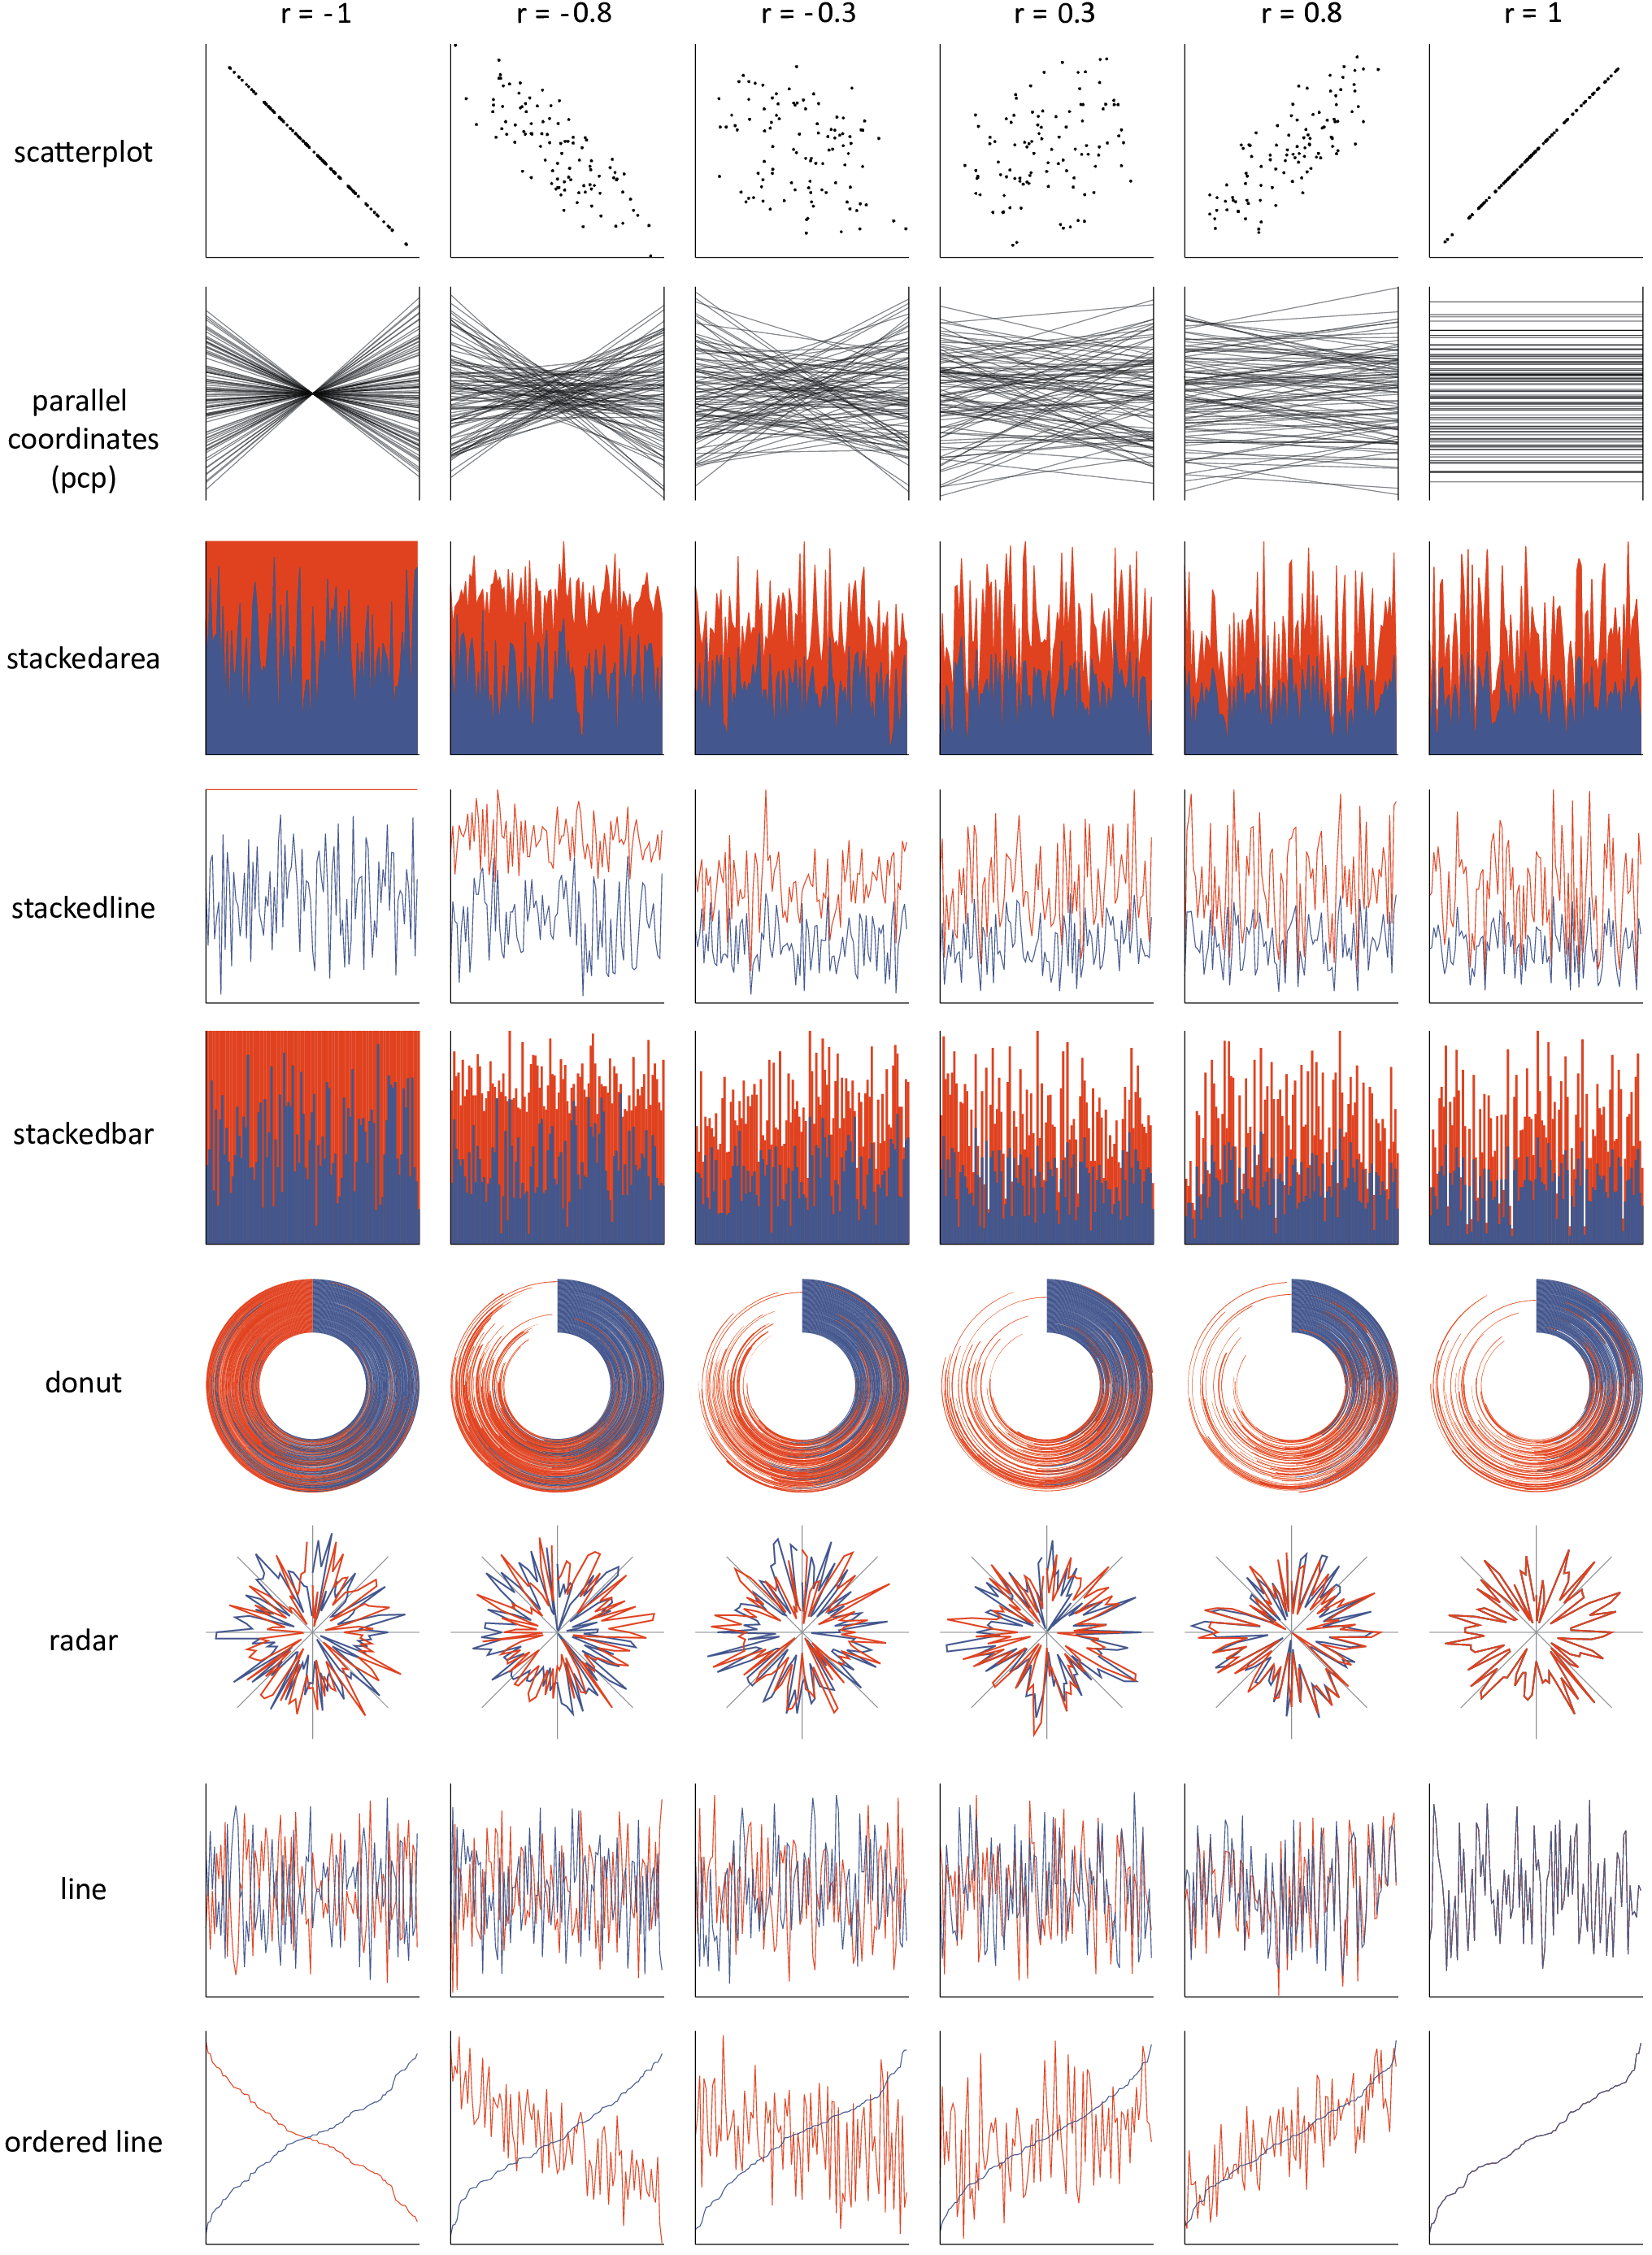 r = -1
r = -0.8
r = -0.3
r = 0.3
r = 0.8
r = 1
scatterplot
parallel
coordinates
(pcp)
stackedarea
stackedline
stackedbar
donut
radar
line
ordered line